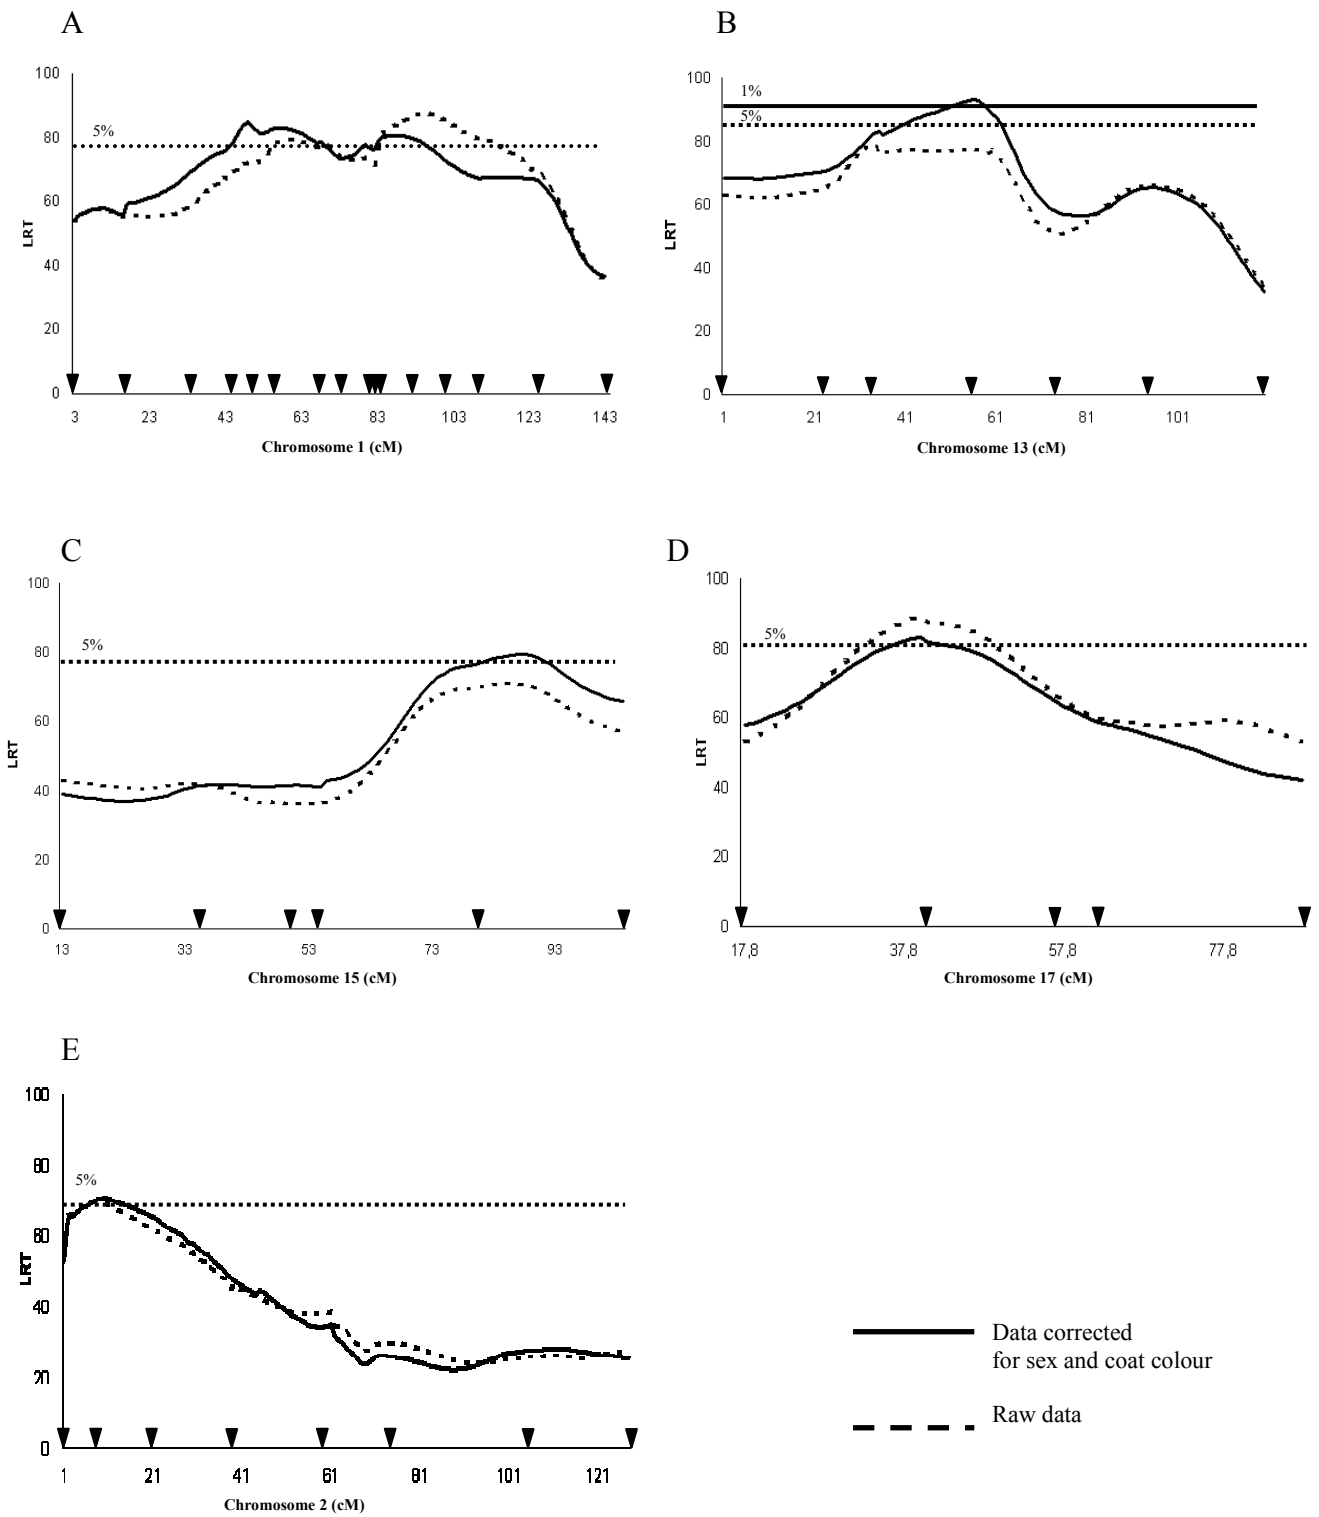 A
100
80
60
40
20
0
LRT
5%
3 23 43 63 83 103 123 143
Chromosome 1 (cM)
B
100
80
60
40
20
0
LRT
1%
5%
1 21 41 61 81 101
Chromosome 13 (cM)
C
100
80
60
40
20
0
LRT
5%
13 33 53 73 93
Chromosome 15 (cM)
D
100
80
60
40
20
0
LRT
5%
17,8 37,8 57,8 77,8
Chromosome 17 (cM)
E
100
80
60
40
20
0
LRT
5%
1 21 41 61 81 101 121
Chromosome 2 (cM)
Data corrected
for sex and coat colour
Raw data